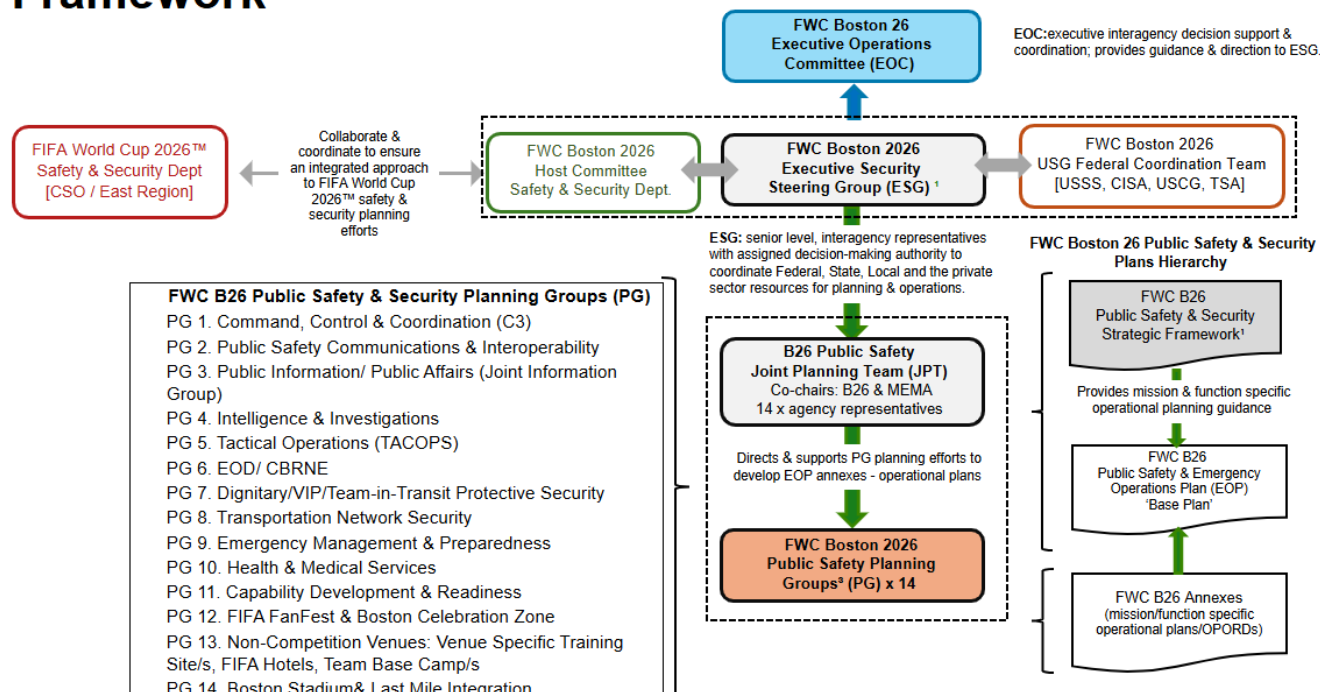 Framework
FWC Boston 26
Executive Operations
Committee (EOC)
EOC:executive interagency decision support &
coordination; provides guidance & direction to ESG.
FIFA World Cup 2026™
Safety & Security Dept
[CSO / East Region]
Collaborate &
coordinate to ensure
an integrated approach
to FIFA World Cup
2026™ safety &
security planning
efforts
FWC Boston 2026
Host Committee
Safety & Security Dept.
FWC Boston 2026
Executive Security
Steering Group (ESG) ¹
FWC Boston 2026
USG Federal Coordination Team
[USSS, CISA, USCG, TSA]
ESG: senior level, interagency representatives
with assigned decision-making authority to
coordinate Federal, State, Local and the private
sector resources for planning & operations.
FWC B26 Public Safety & Security Planning Groups (PG)
PG 1. Command, Control & Coordination (C3)
PG 2. Public Safety Communications & Interoperability
PG 3. Public Information/ Public Affairs (Joint Information
Group)
PG 4. Intelligence & Investigations
PG 5. Tactical Operations (TACOPS)
PG 6. EOD/ CBRNE
PG 7. Dignitary/VIP/Team-in-Transit Protective Security
PG 8. Transportation Network Security
PG 9. Emergency Management & Preparedness
PG 10. Health & Medical Services
PG 11. Capability Development & Readiness
PG 12. FIFA FanFest & Boston Celebration Zone
PG 13. Non-Competition Venues: Venue Specific Training
Site/s, FIFA Hotels, Team Base Camp/s
PG 14. Boston Stadium& Last Mile Integration
B26 Public Safety
Joint Planning Team (JPT)
Co-chairs: B26 & MEMA
14 x agency representatives
Directs & supports PG planning efforts to
develop EOP annexes - operational plans
FWC Boston 2026
Public Safety Planning
Groups³ (PG) x 14
FWC Boston 26 Public Safety & Security
Plans Hierarchy
FWC B26
Public Safety & Security
Strategic Framework¹
Provides mission & function specific
operational planning guidance
FWC B26
Public Safety & Emergency
Operations Plan (EOP)
‘Base Plan’
FWC B26 Annexes
(mission/function specific
operational plans/OPORDs)